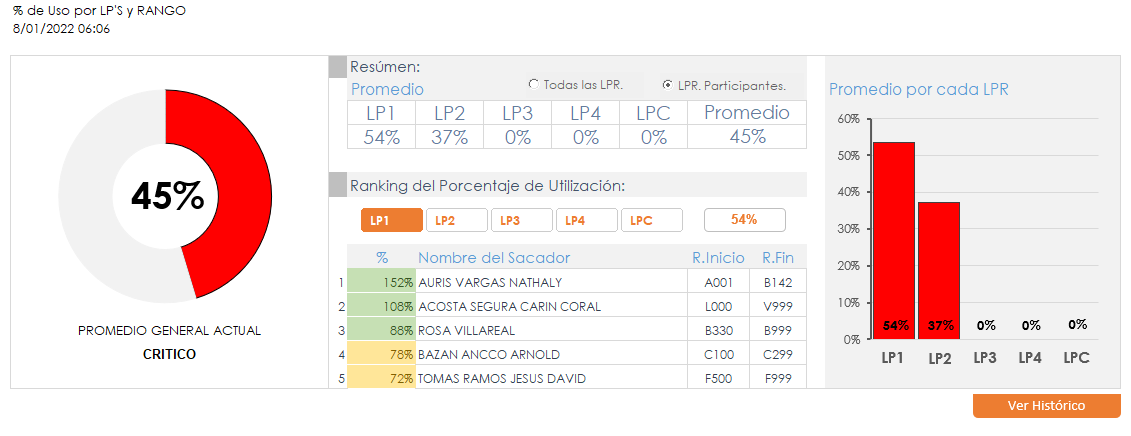 % de Uso por LP'S y RANGO
8/01/2022 06:06
45%
PROMEDIO GENERAL ACTUAL
CRITICO
Resúmen:
Promedio
Todas las LPR.
LPR. Participantes.
LP1 LP2 LP3 LP4 LPC Promedio
54% 37% 0% 0% 0% 45%
Ranking del Porcentaje de Utilización:
LP1 LP2 LP3 LP4 LPC 54%
% Nombre del Sacador R.Inicio R.Fin
1 152% AURIS VARGAS NATHALY A001 B142
2 108% ACOSTA SEGURA CARIN CORAL L000 V999
3 88% ROSA VILLAREAL B330 B999
4 78% BAZAN ANCCO ARNOLD C100 C299
5 72% TOMAS RAMOS JESUS DAVID F500 F999
Promedio por cada LPR
60%
50%
40%
30%
20%
10%
0%
54% 37% 0% 0% 0%
LP1 LP2 LP3 LP4 LPC
Ver Histórico